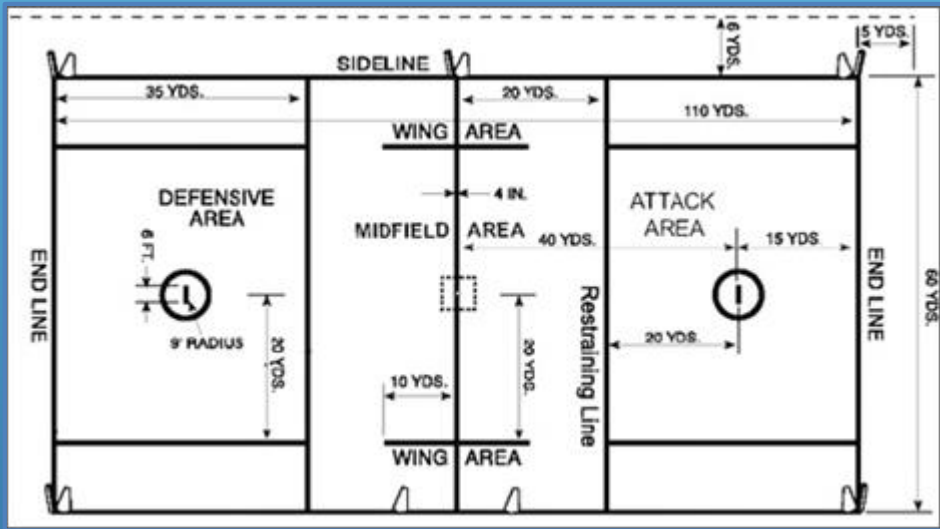 5 YDS.
6 YDS.
SIDELINE
35 YDS.
20 YDS.
110 YDS.
WING AREA
4 IN.
DEFENSIVE
AREA
ATTACK
AREA
MIDFIELD AREA
40 YDS.
15 YDS
6 FT.
END LINE
END LINE
60 YDS.
9' RADIUS
20 YDS.
20 YDS.
Restraining Line
20 YDS.
10 YDS.
WING AREA